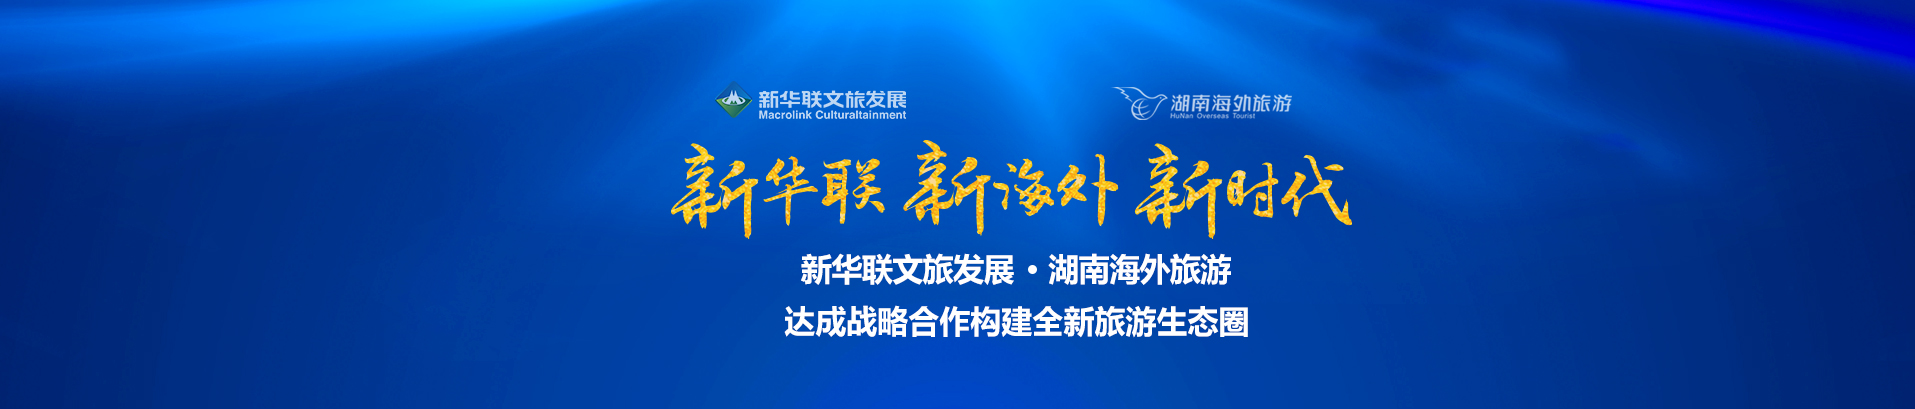 新华联文旅发展
Macrolink Culturaltainment
湖南海外旅游
HuNan Overseas Tourist
新华联 新海外 新时代
新华联文旅发展·湖南海外旅游
达成战略合作构建全新旅游生态圈